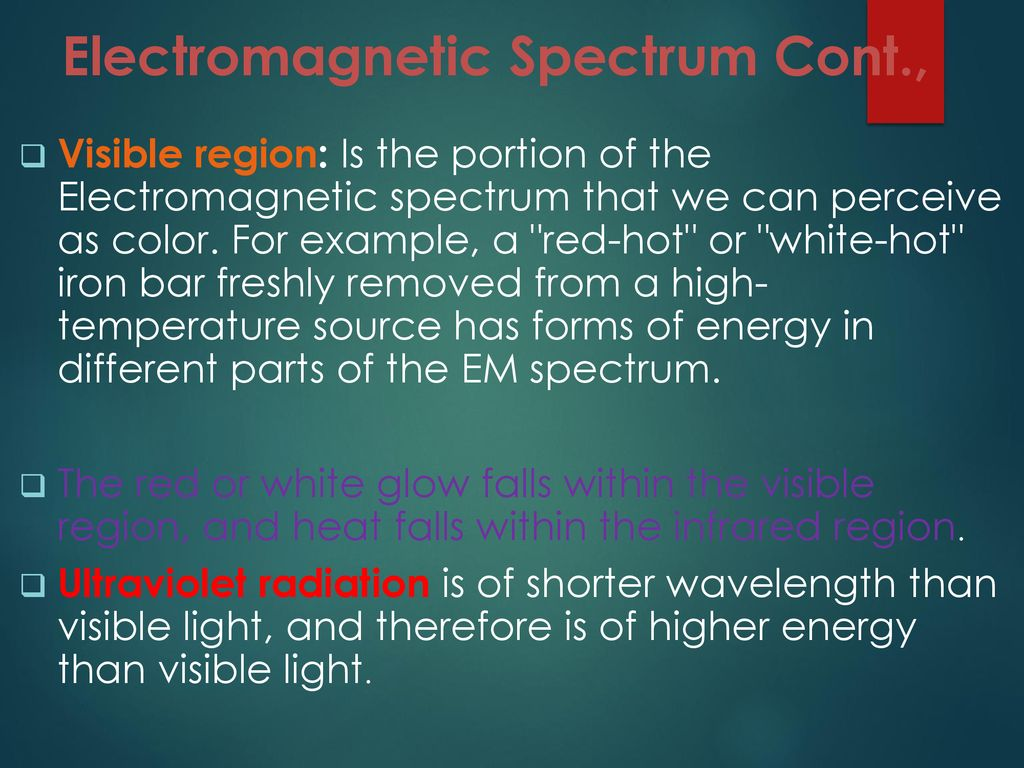 Electromagnetic Spectrum Cont.,
Visible region: Is the portion of the
Electromagnetic spectrum that we can perceive
as color. For example, a "red-hot" or "white-hot"
iron bar freshly removed from a high-
temperature source has forms of energy in
different parts of the EM spectrum.
The red or white glow falls within the visible
region, and heat falls within the infrared region.
Ultraviolet radiation is of shorter wavelength than
visible light, and therefore is of higher energy
than visible light.